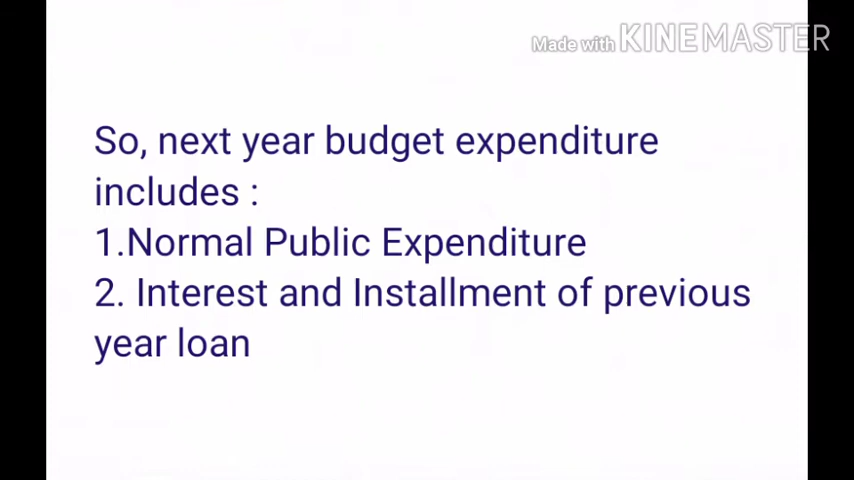 Made with KINEMASTER
So, next year budget expenditure
includes :
1.Normal Public Expenditure
2. Interest and Installment of previous
year loan